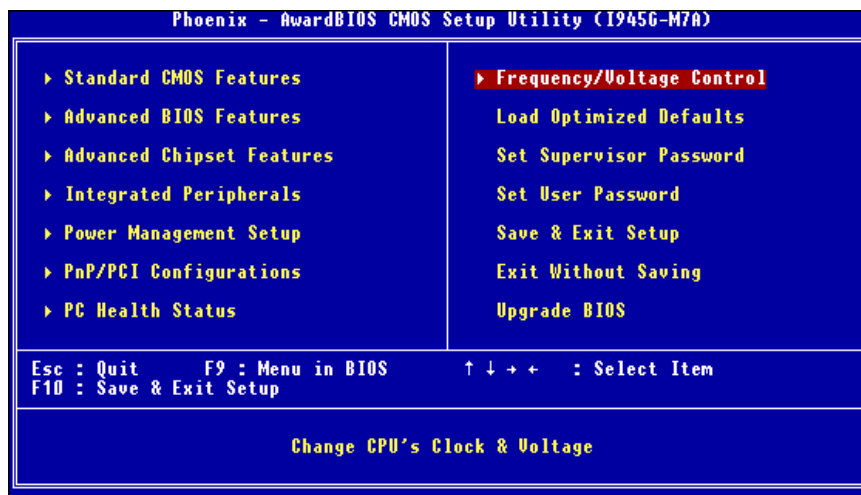 Phoenix - AwardBIOS CMOS Setup Utility (I945G-M7A)
Standard CMOS Features
Advanced BIOS Features
Advanced Chipset Features
Integrated Peripherals
Power Management Setup
PnP/PCI Configurations
PC Health Status
Frequency/Voltage Control
Load Optimized Defaults
Set Supervisor Password
Set User Password
Save & Exit Setup
Exit Without Saving
Upgrade BIOS
Esc : Quit F9 : Menu in BIOS ↑ ↓ → ← : Select Item
F10 : Save & Exit Setup
Change CPU's Clock & Voltage